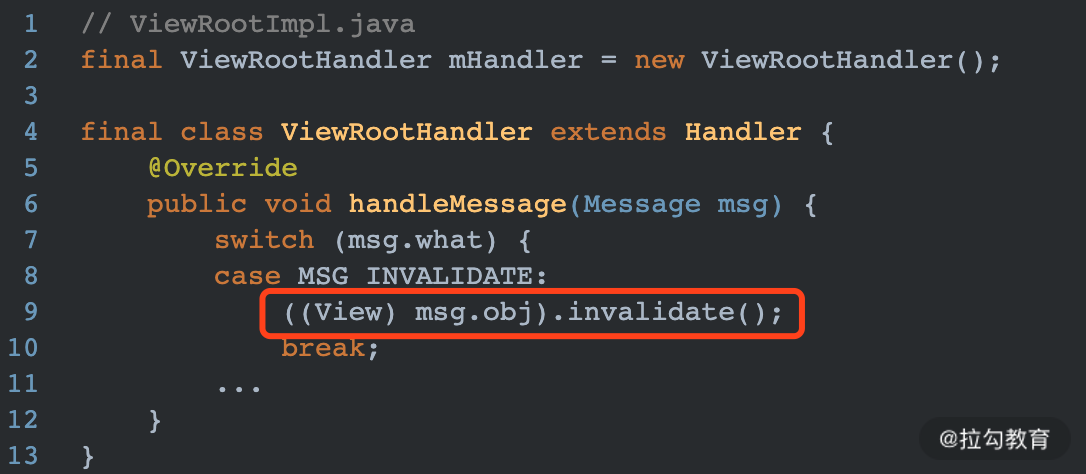 1 // ViewRootImpl.java
2 final ViewRootHandler mHandler = new ViewRootHandler();
3
4 final class ViewRootHandler extends Handler {
5     @Override
6     public void handleMessage(Message msg) {
7         switch (msg.what) {
8         case MSG_INVALIDATE:
9             ((View) msg.obj).invalidate();
10             break;
11         ...
12     }
13 }
@拉勾教育